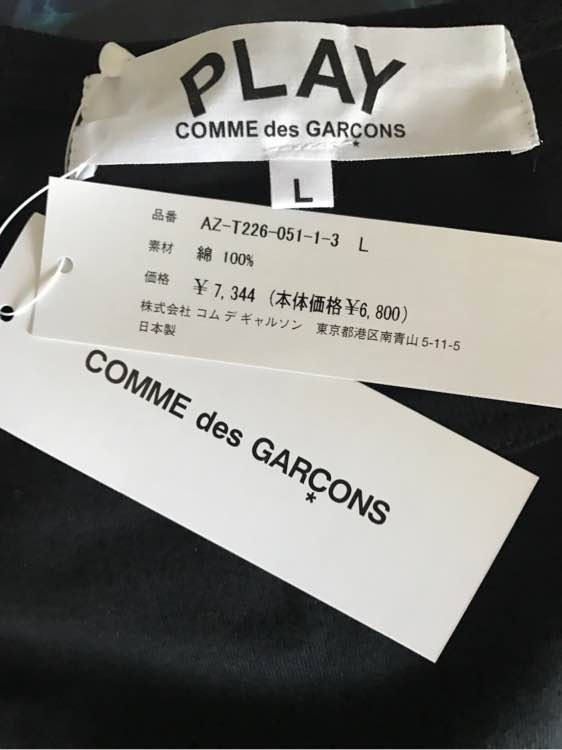 PLAY
COMME des GARCONS
*
L
品番 AZ-T226-051-1-3 L
素材 綿 100%
価格 ¥ 7,344 (本体価格¥6,800)
株式会社 コム デ ギャルソン 東京都港区南青山 5-11-5
日本製
COMME des GARCONS
*